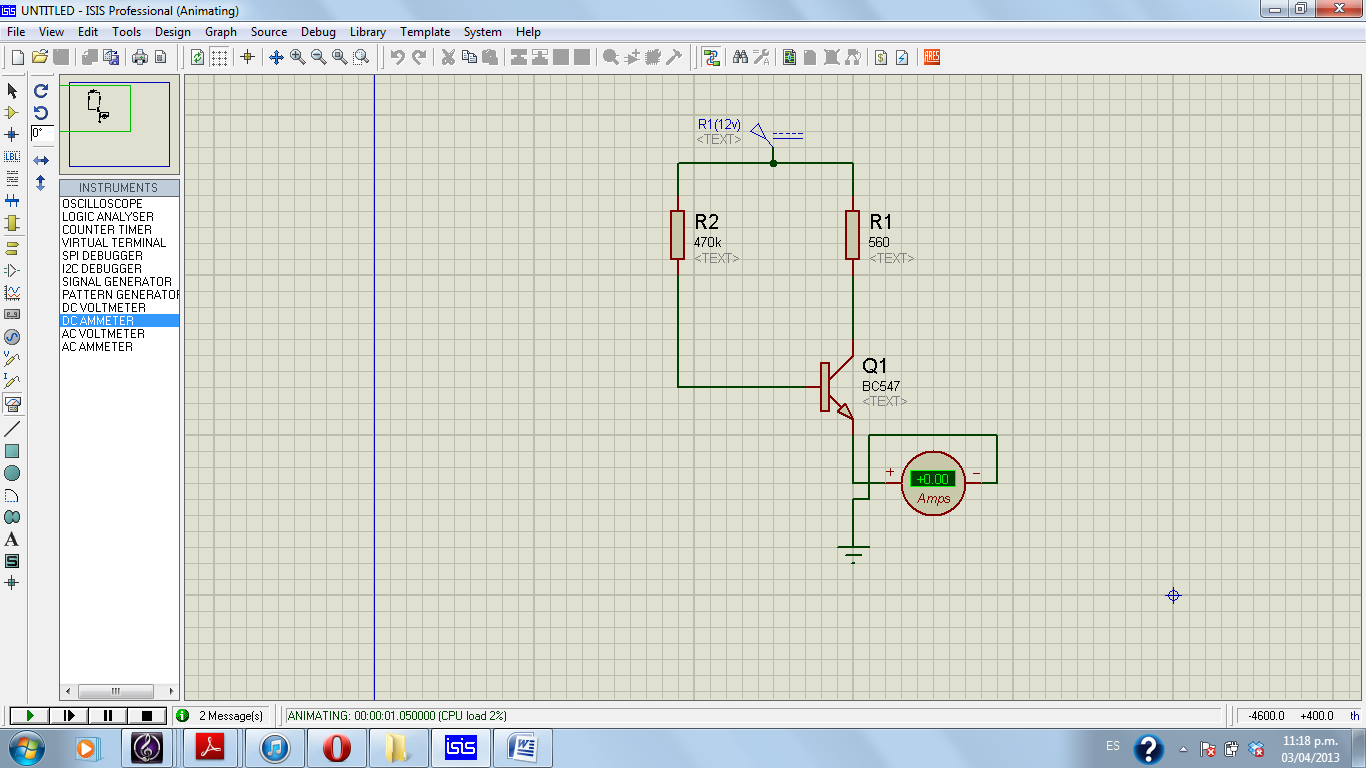 UNTITLED - ISIS Professional (Animating)
File View Edit Tools Design Graph Source Debug Library Template System Help
ARES
0°
LBL
INSTRUMENTS
OSCILLOSCOPE
LOGIC ANALYSER
COUNTER TIMER
VIRTUAL TERMINAL
SPI DEBUGGER
I2C DEBUGGER
SIGNAL GENERATOR
PATTERN GENERATOR
DC VOLTMETER
DC AMMETER
AC VOLTMETER
AC AMMETER
A
S
R1(12v)
<TEXT>
R2
470k
<TEXT>
R1
560
<TEXT>
Q1
BC547
<TEXT>
+ −
+0.00
Amps
2 Message(s)
ANIMATING: 00:00:01.050000 (CPU load 2%)
-4600.0 +400.0 th
isis
W
ES
?
11:18 p.m.
03/04/2013